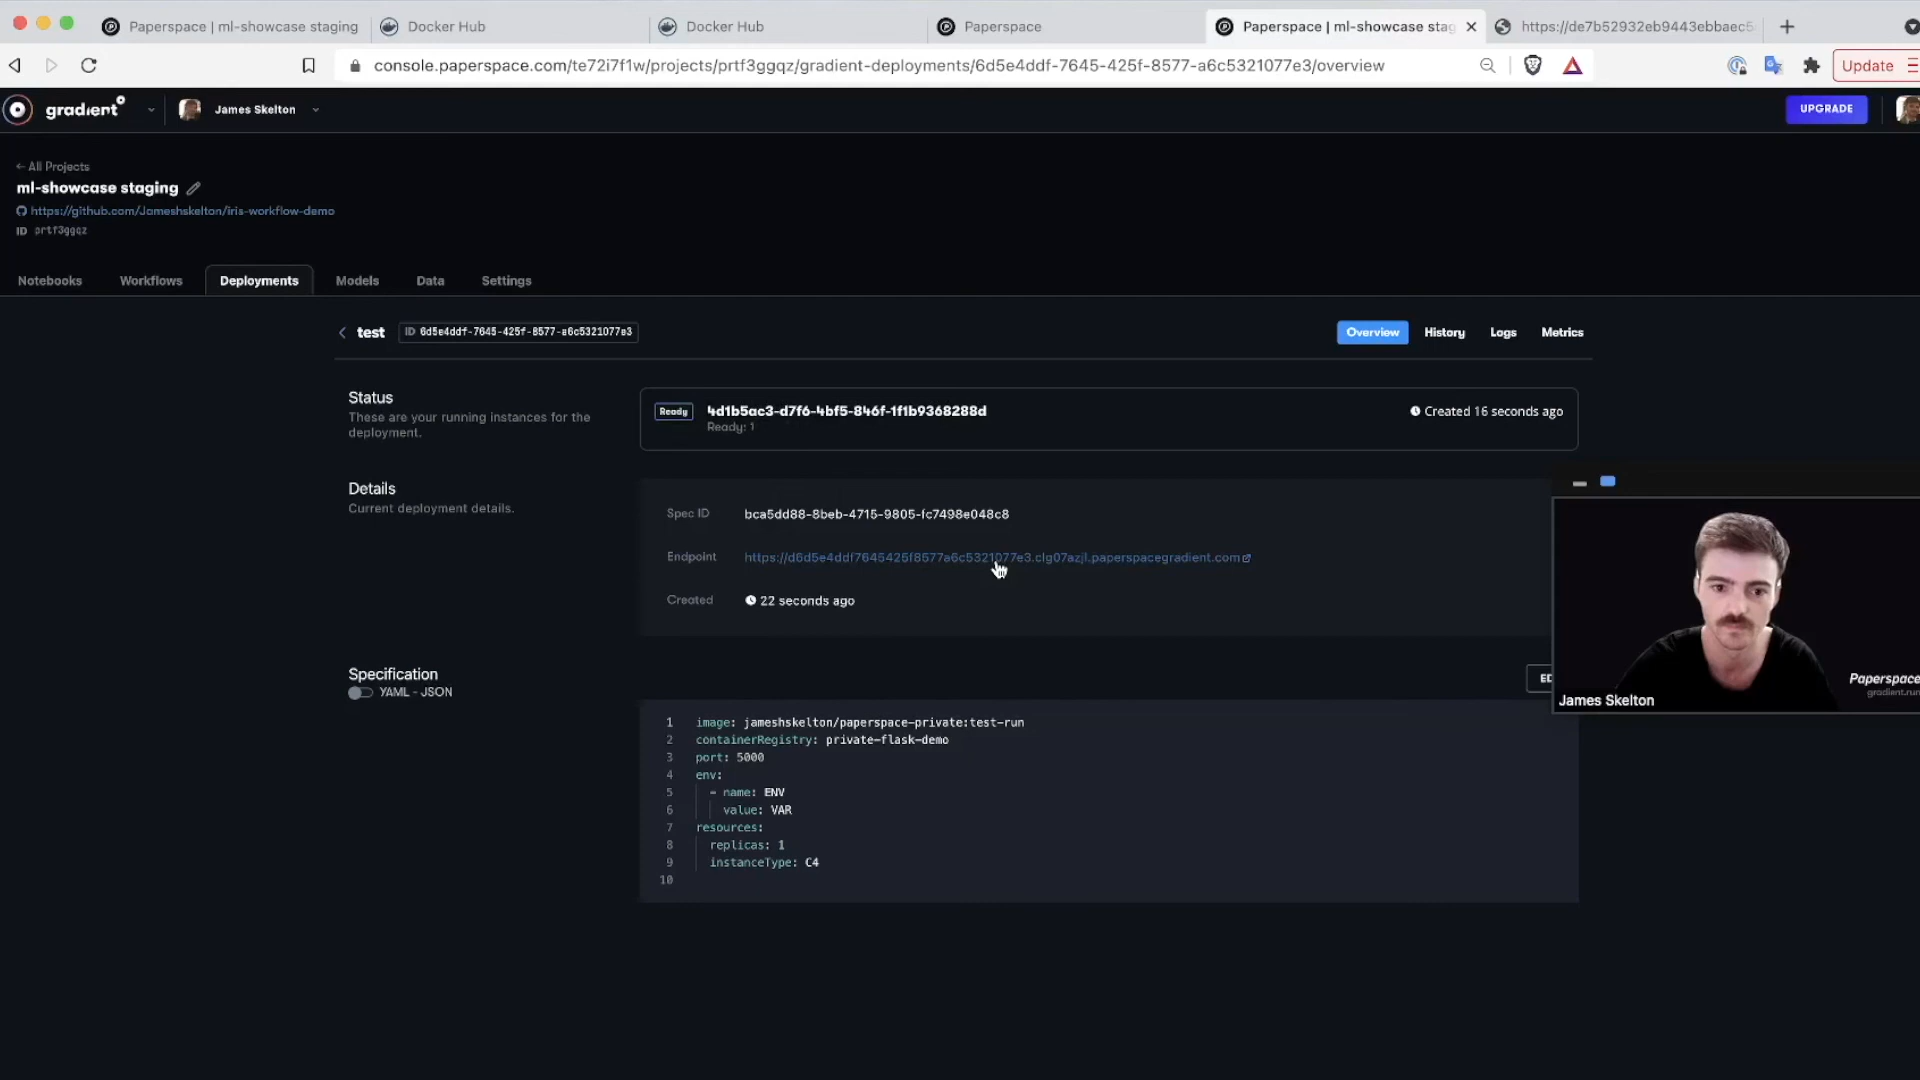 Paperspace | ml-showcase staging
Docker Hub
Docker Hub
Paperspace
Paperspace | ml-showcase stag
https://de7b52932eb9443ebbaec5
console.paperspace.com/te72i7f1w/projects/prtf3ggqz/gradient-deployments/6d5e4ddf-7645-425f-8577-a6c5321077e3/overview
Update
gradient
James Skelton
UPGRADE
← All Projects
ml-showcase staging
https://github.com/Jameshskelton/iris-workflow-demo
ID prtf3ggqz
Notebooks
Workflows
Deployments
Models
Data
Settings
test
ID 6d5e4ddf-7645-425f-8577-a6c5321077e3
Overview
History
Logs
Metrics
Status
These are your running instances for the
deployment.
Ready
4d1b5ac3-d7f6-4bf5-846f-1f1b9368288d
Ready: 1
Created 16 seconds ago
Details
Current deployment details.
Spec ID
bca5dd88-8beb-4715-9805-fc7498e048c8
Endpoint
https://d6d5e4ddf7645425f8577a6c5321077e3.clg07azjl.paperspacegradient.com
Created
22 seconds ago
Specification
YAML - JSON
ED
1 image: jameshskelton/paperspace-private:test-run
2 containerRegistry: private-flask-demo
3 port: 5000
4 env:
5 - name: ENV
6 value: VAR
7 resources:
8 replicas: 1
9 instanceType: C4
10
Paperspace
gradient.run
James Skelton